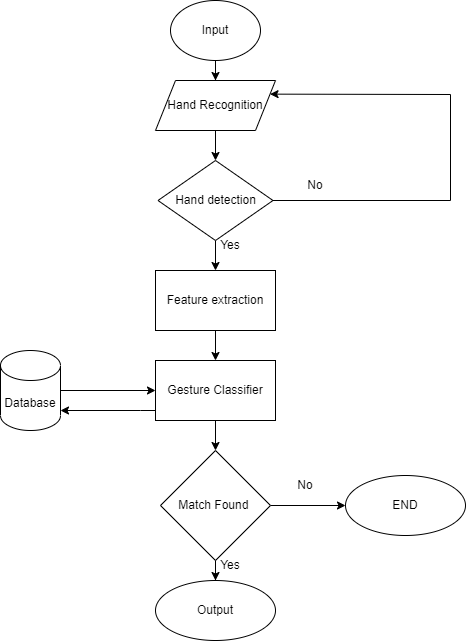 Input
Hand Recognition
Hand detection
No
Yes
Feature extraction
Gesture Classifier
Database
Match Found
No
END
Yes
Output